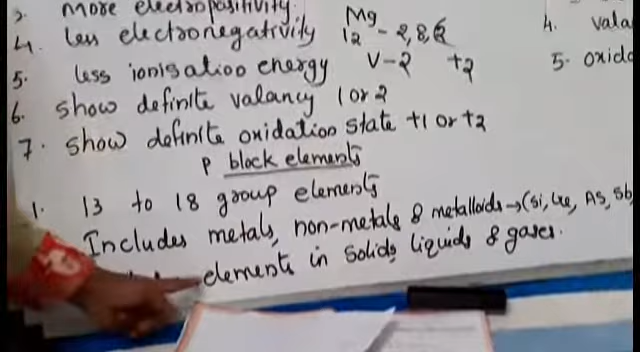 3. More electropositivity.
4. Less electronegativity
Mg
12 - 2,8,2
5. Less ionisation energy
V-2 +2
6. Show definite valancy 1 or 2
7. Show definite oxidation state +1 or +2
4. vala
5. oxida
P block elements
1. 13 to 18 group elements
Includes metals, non-metals & metalloids→(Si, Ge, AS, Sb,
elements in solids, liquids & gases.